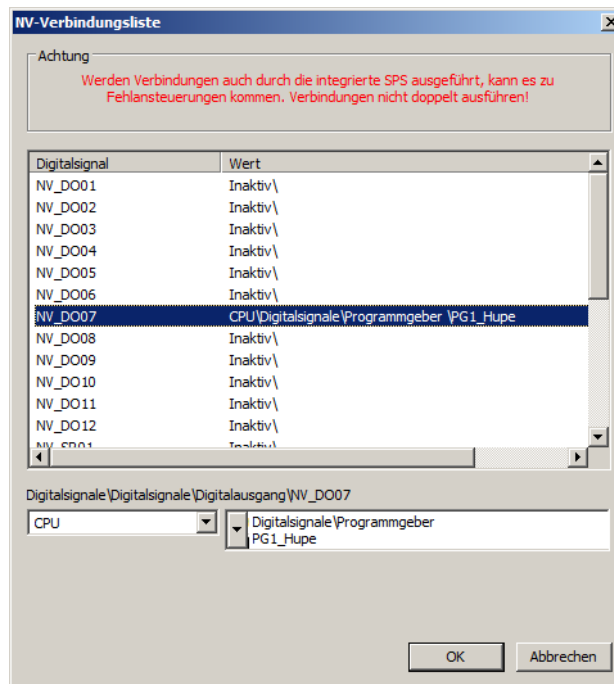 NV-Verbindungsliste
Achtung
Werden Verbindungen auch durch die integrierte SPS ausgeführt, kann es zu
Fehlansteuerungen kommen. Verbindungen nicht doppelt ausführen!
Digitalsignal Wert
NV_DO01 Inaktiv\
NV_DO02 Inaktiv\
NV_DO03 Inaktiv\
NV_DO04 Inaktiv\
NV_DO05 Inaktiv\
NV_DO06 Inaktiv\
NV_DO07 CPU\Digitalsignale\Programmgeber \PG1_Hupe
NV_DO08 Inaktiv\
NV_DO09 Inaktiv\
NV_DO10 Inaktiv\
NV_DO11 Inaktiv\
NV_DO12 Inaktiv\
NV_SP01 Inaktiv\
Digitalsignale\Digitalsignale\Digitalausgang\NV_DO07
CPU
Digitalsignale\Programmgeber
PG1_Hupe
OK Abbrechen